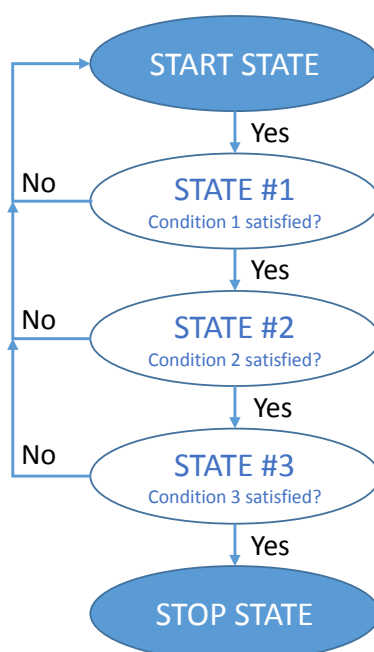 START STATE
Yes
No
STATE #1
Condition 1 satisfied?
Yes
No
STATE #2
Condition 2 satisfied?
Yes
No
STATE #3
Condition 3 satisfied?
Yes
STOP STATE